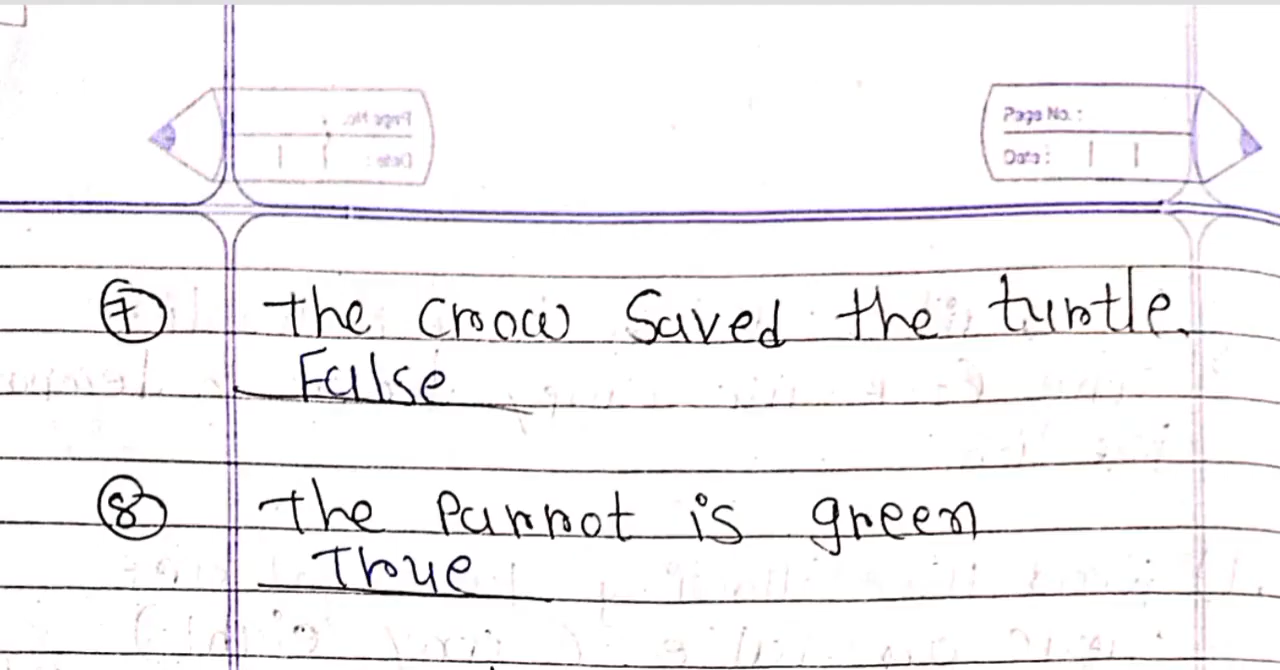 Page No. :
Date :
7 The crow saved the turtle.
False
8 The Parrot is green
True